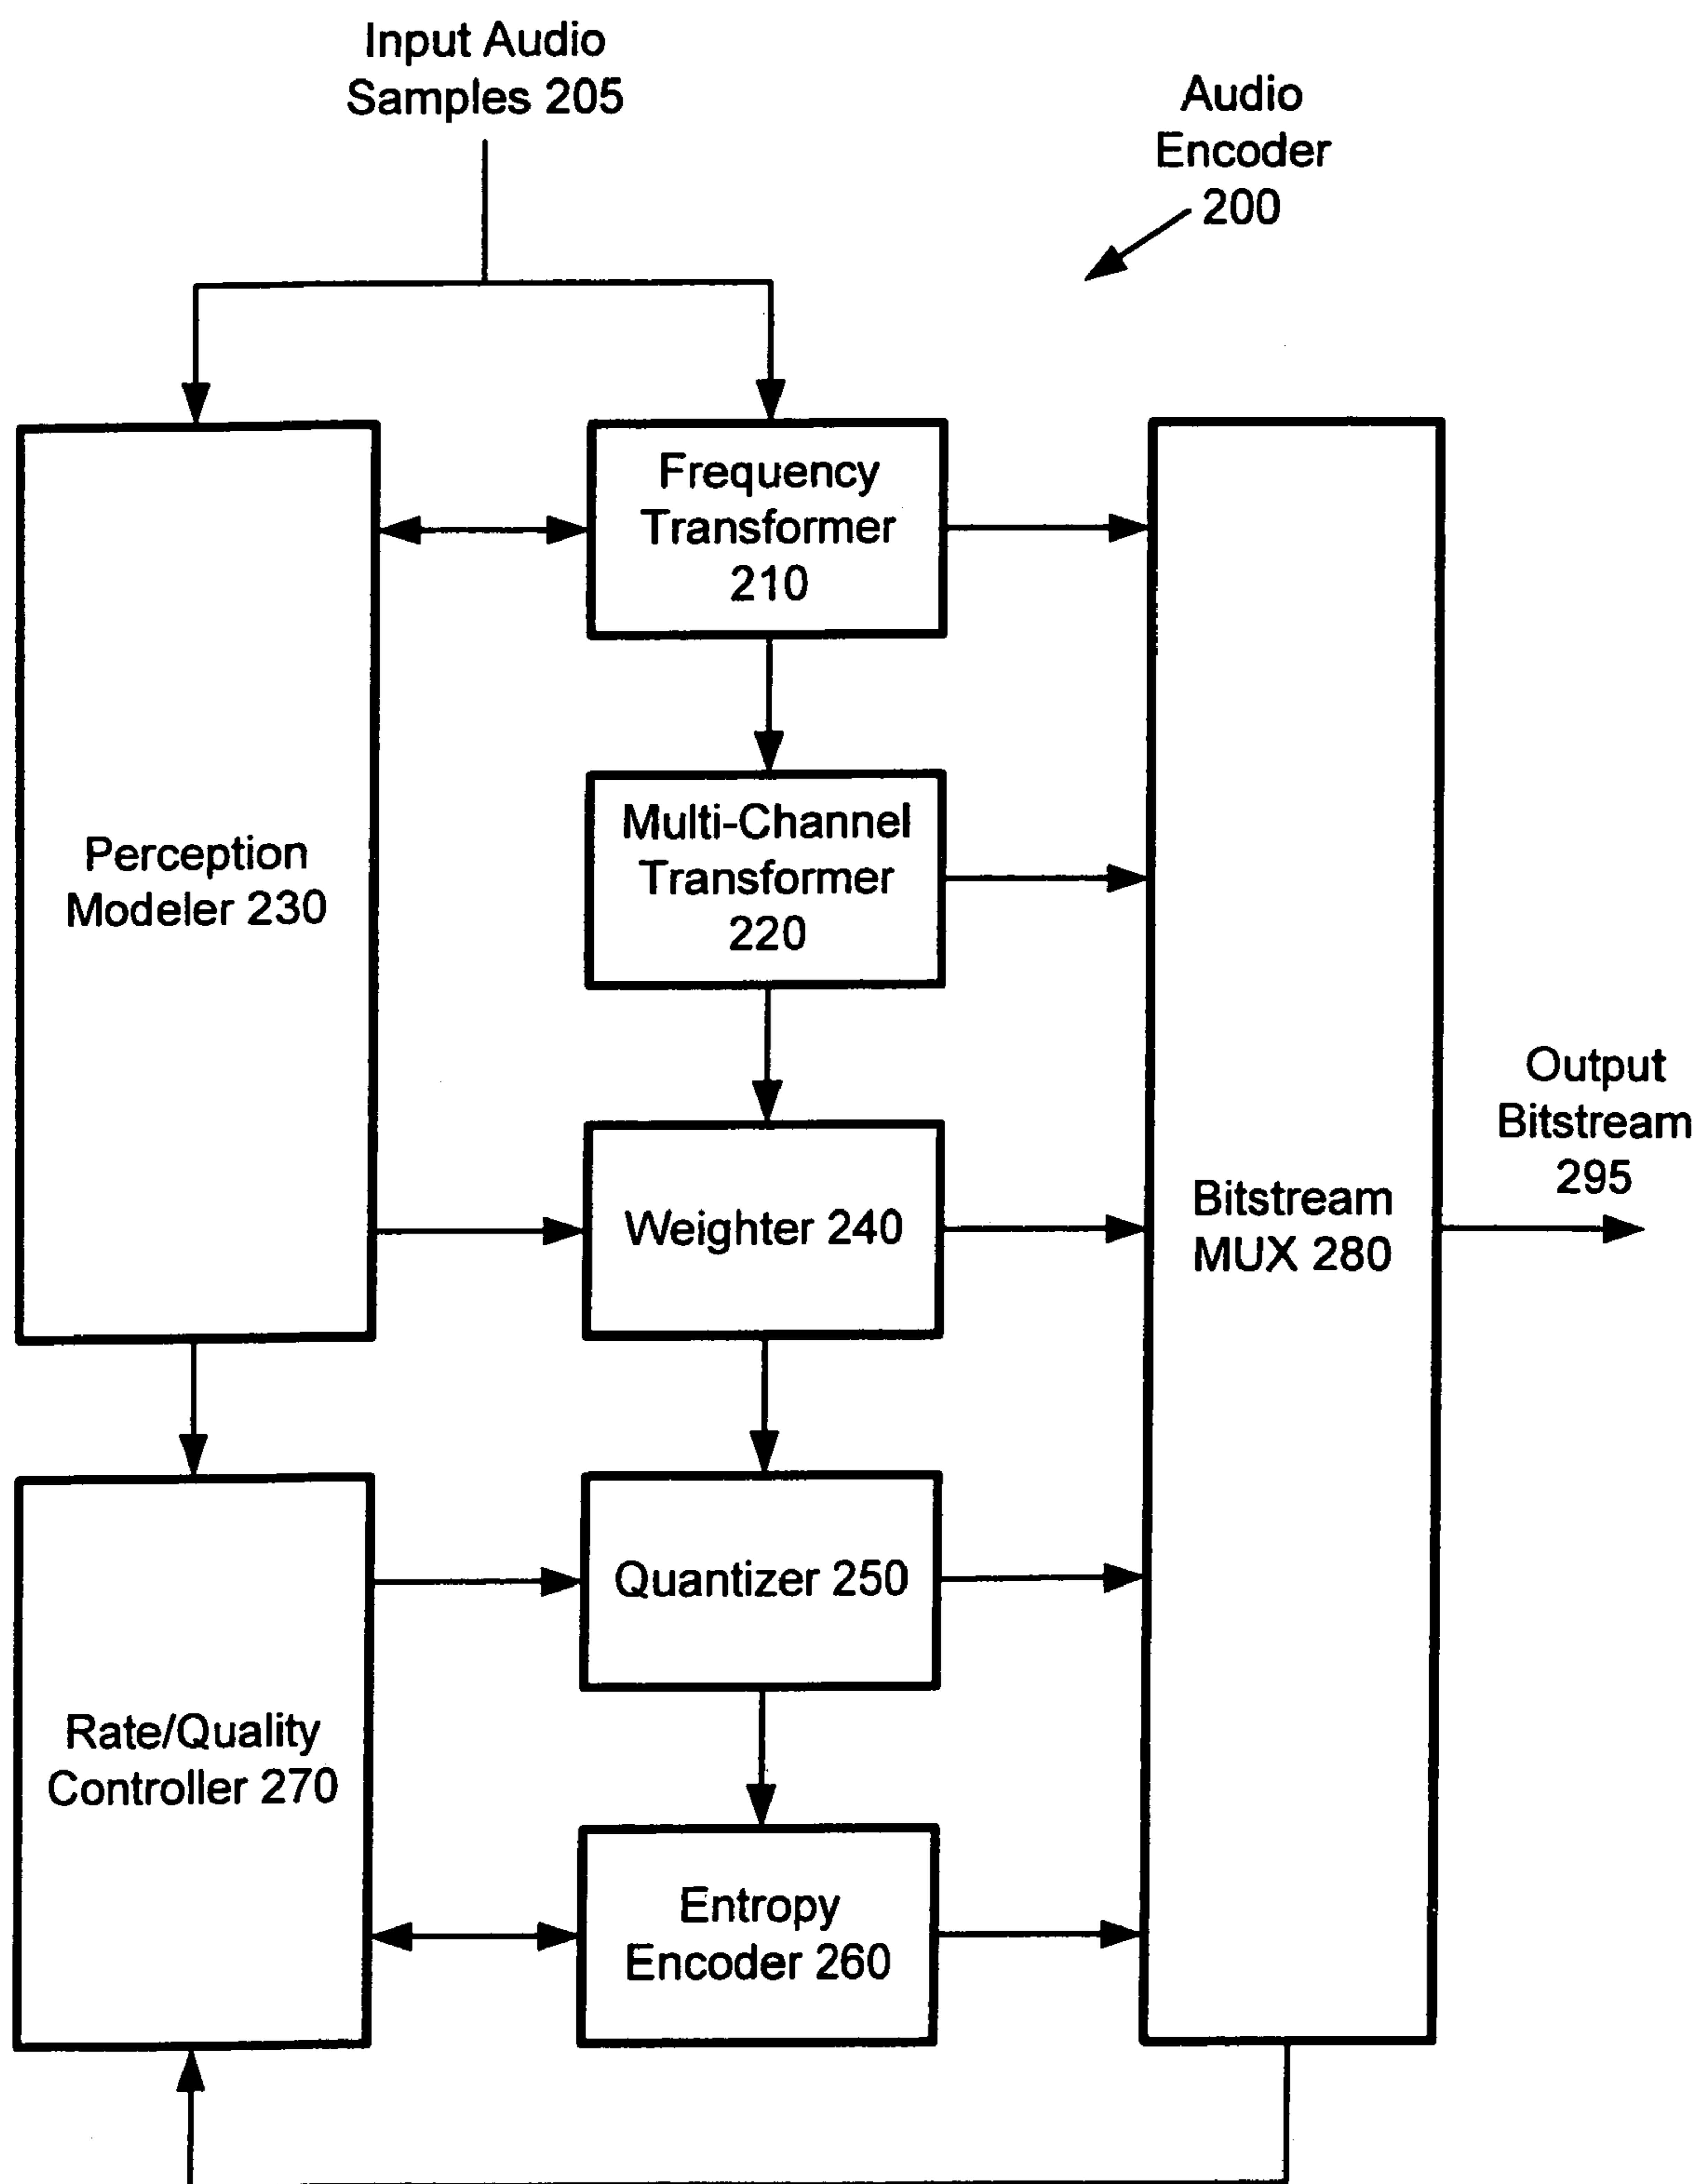 Input Audio
Samples 205
Audio
Encoder
200
Frequency
Transformer
210
Multi-Channel
Transformer
220
Perception
Modeler 230
Weighter 240
Output
Bitstream
295
Bitstream
MUX 280
Quantizer 250
Rate/Quality
Controller 270
Entropy
Encoder 260